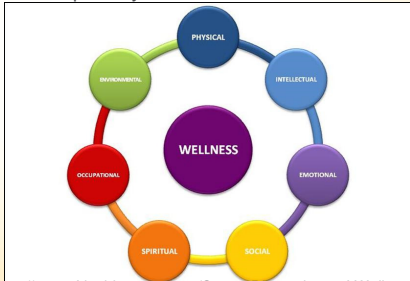 PHYSICAL
ENVIRONMENTAL
INTELLECTUAL
WELLNESS
OCCUPATIONAL
EMOTIONAL
SPIRITUAL
SOCIAL